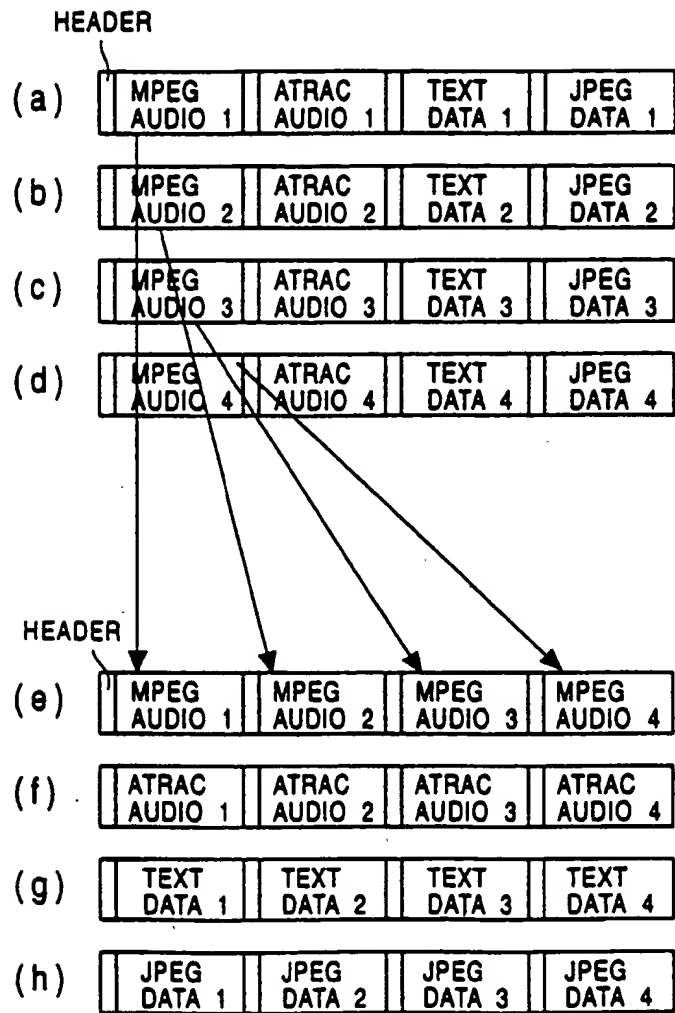 HEADER
(a) MPEG AUDIO 1 ATRAC AUDIO 1 TEXT DATA 1 JPEG DATA 1
(b) MPEG AUDIO 2 ATRAC AUDIO 2 TEXT DATA 2 JPEG DATA 2
(c) MPEG AUDIO 3 ATRAC AUDIO 3 TEXT DATA 3 JPEG DATA 3
(d) MPEG AUDIO 4 ATRAC AUDIO 4 TEXT DATA 4 JPEG DATA 4
HEADER
(e) MPEG AUDIO 1 MPEG AUDIO 2 MPEG AUDIO 3 MPEG AUDIO 4
(f) ATRAC AUDIO 1 ATRAC AUDIO 2 ATRAC AUDIO 3 ATRAC AUDIO 4
(g) TEXT DATA 1 TEXT DATA 2 TEXT DATA 3 TEXT DATA 4
(h) JPEG DATA 1 JPEG DATA 2 JPEG DATA 3 JPEG DATA 4